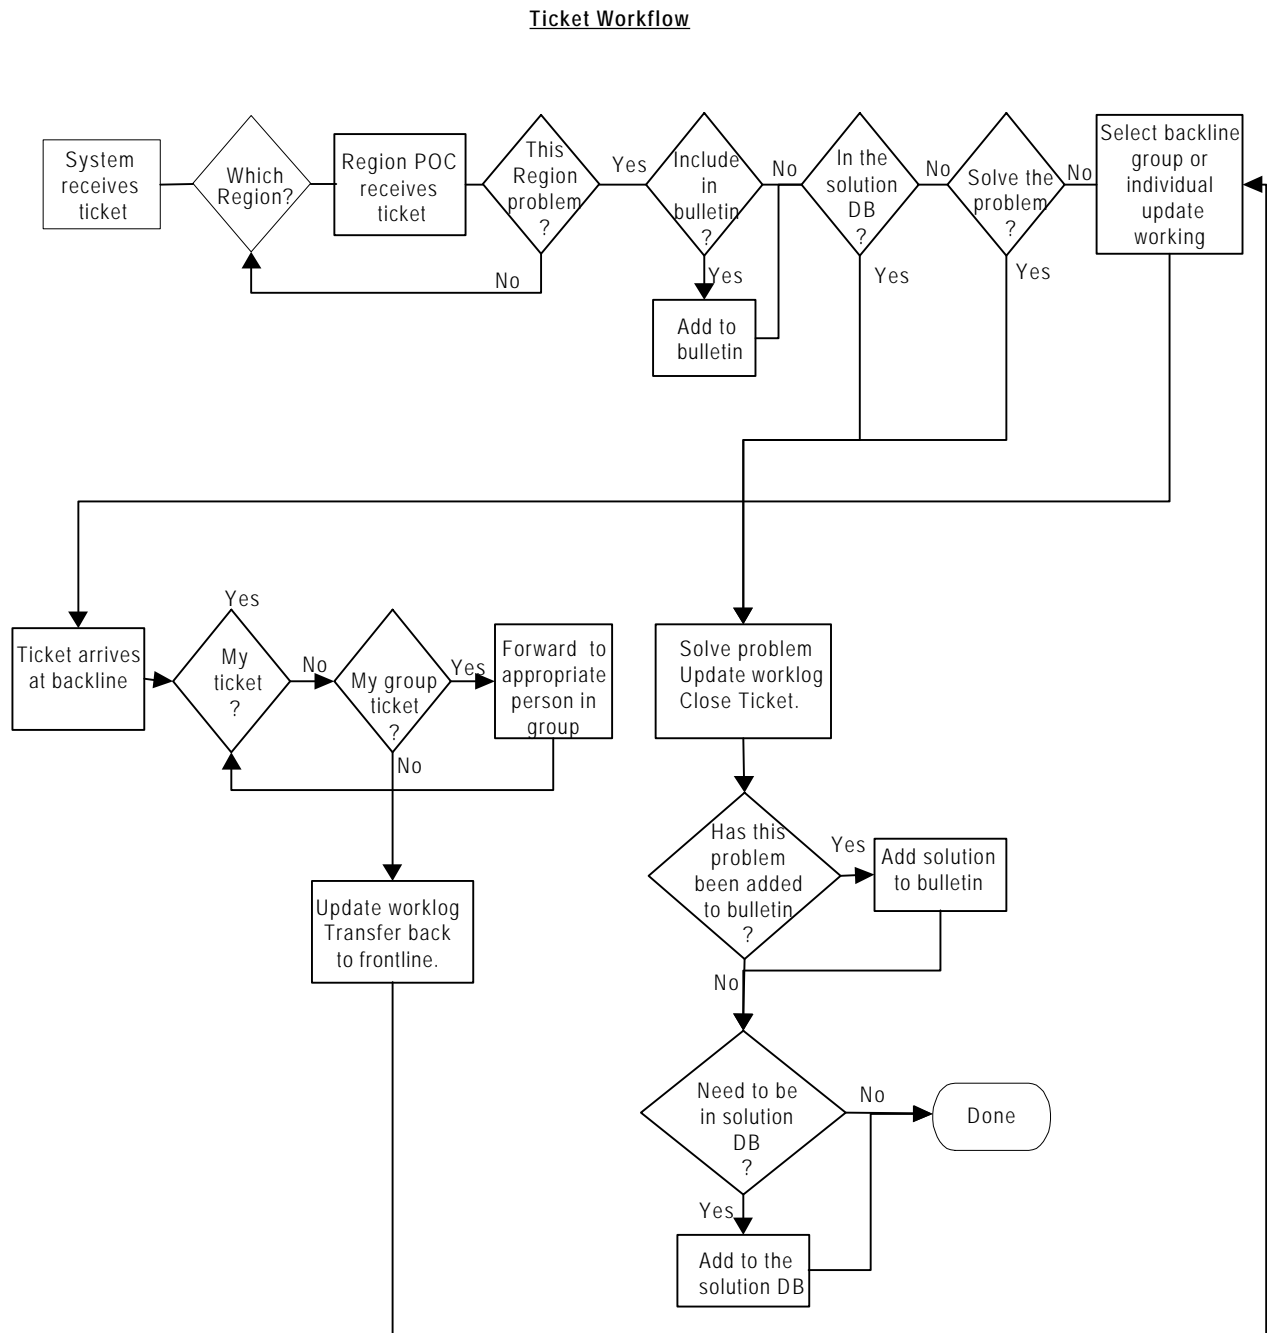 Ticket Workflow
System
receives
ticket
Which
Region?
Region POC
receives
ticket
This
Region
problem
?
Yes
No
Include
in
bulletin
?
No
Yes
Add to
bulletin
In the
solution
DB
?
No
Yes
Solve the
problem
?
No
Yes
Select backline
group or
individual
update
working
Ticket arrives
at backline
Yes
My
ticket
?
No
My group
ticket
?
Yes
No
Forward to
appropriate
person in
group
Update worklog
Transfer back
to frontline.
Solve problem
Update worklog
Close Ticket.
Has this
problem
been added
to bulletin
?
Yes
No
Add solution
to bulletin
Need to be
in solution
DB
?
No
Yes
Done
Add to the
solution DB